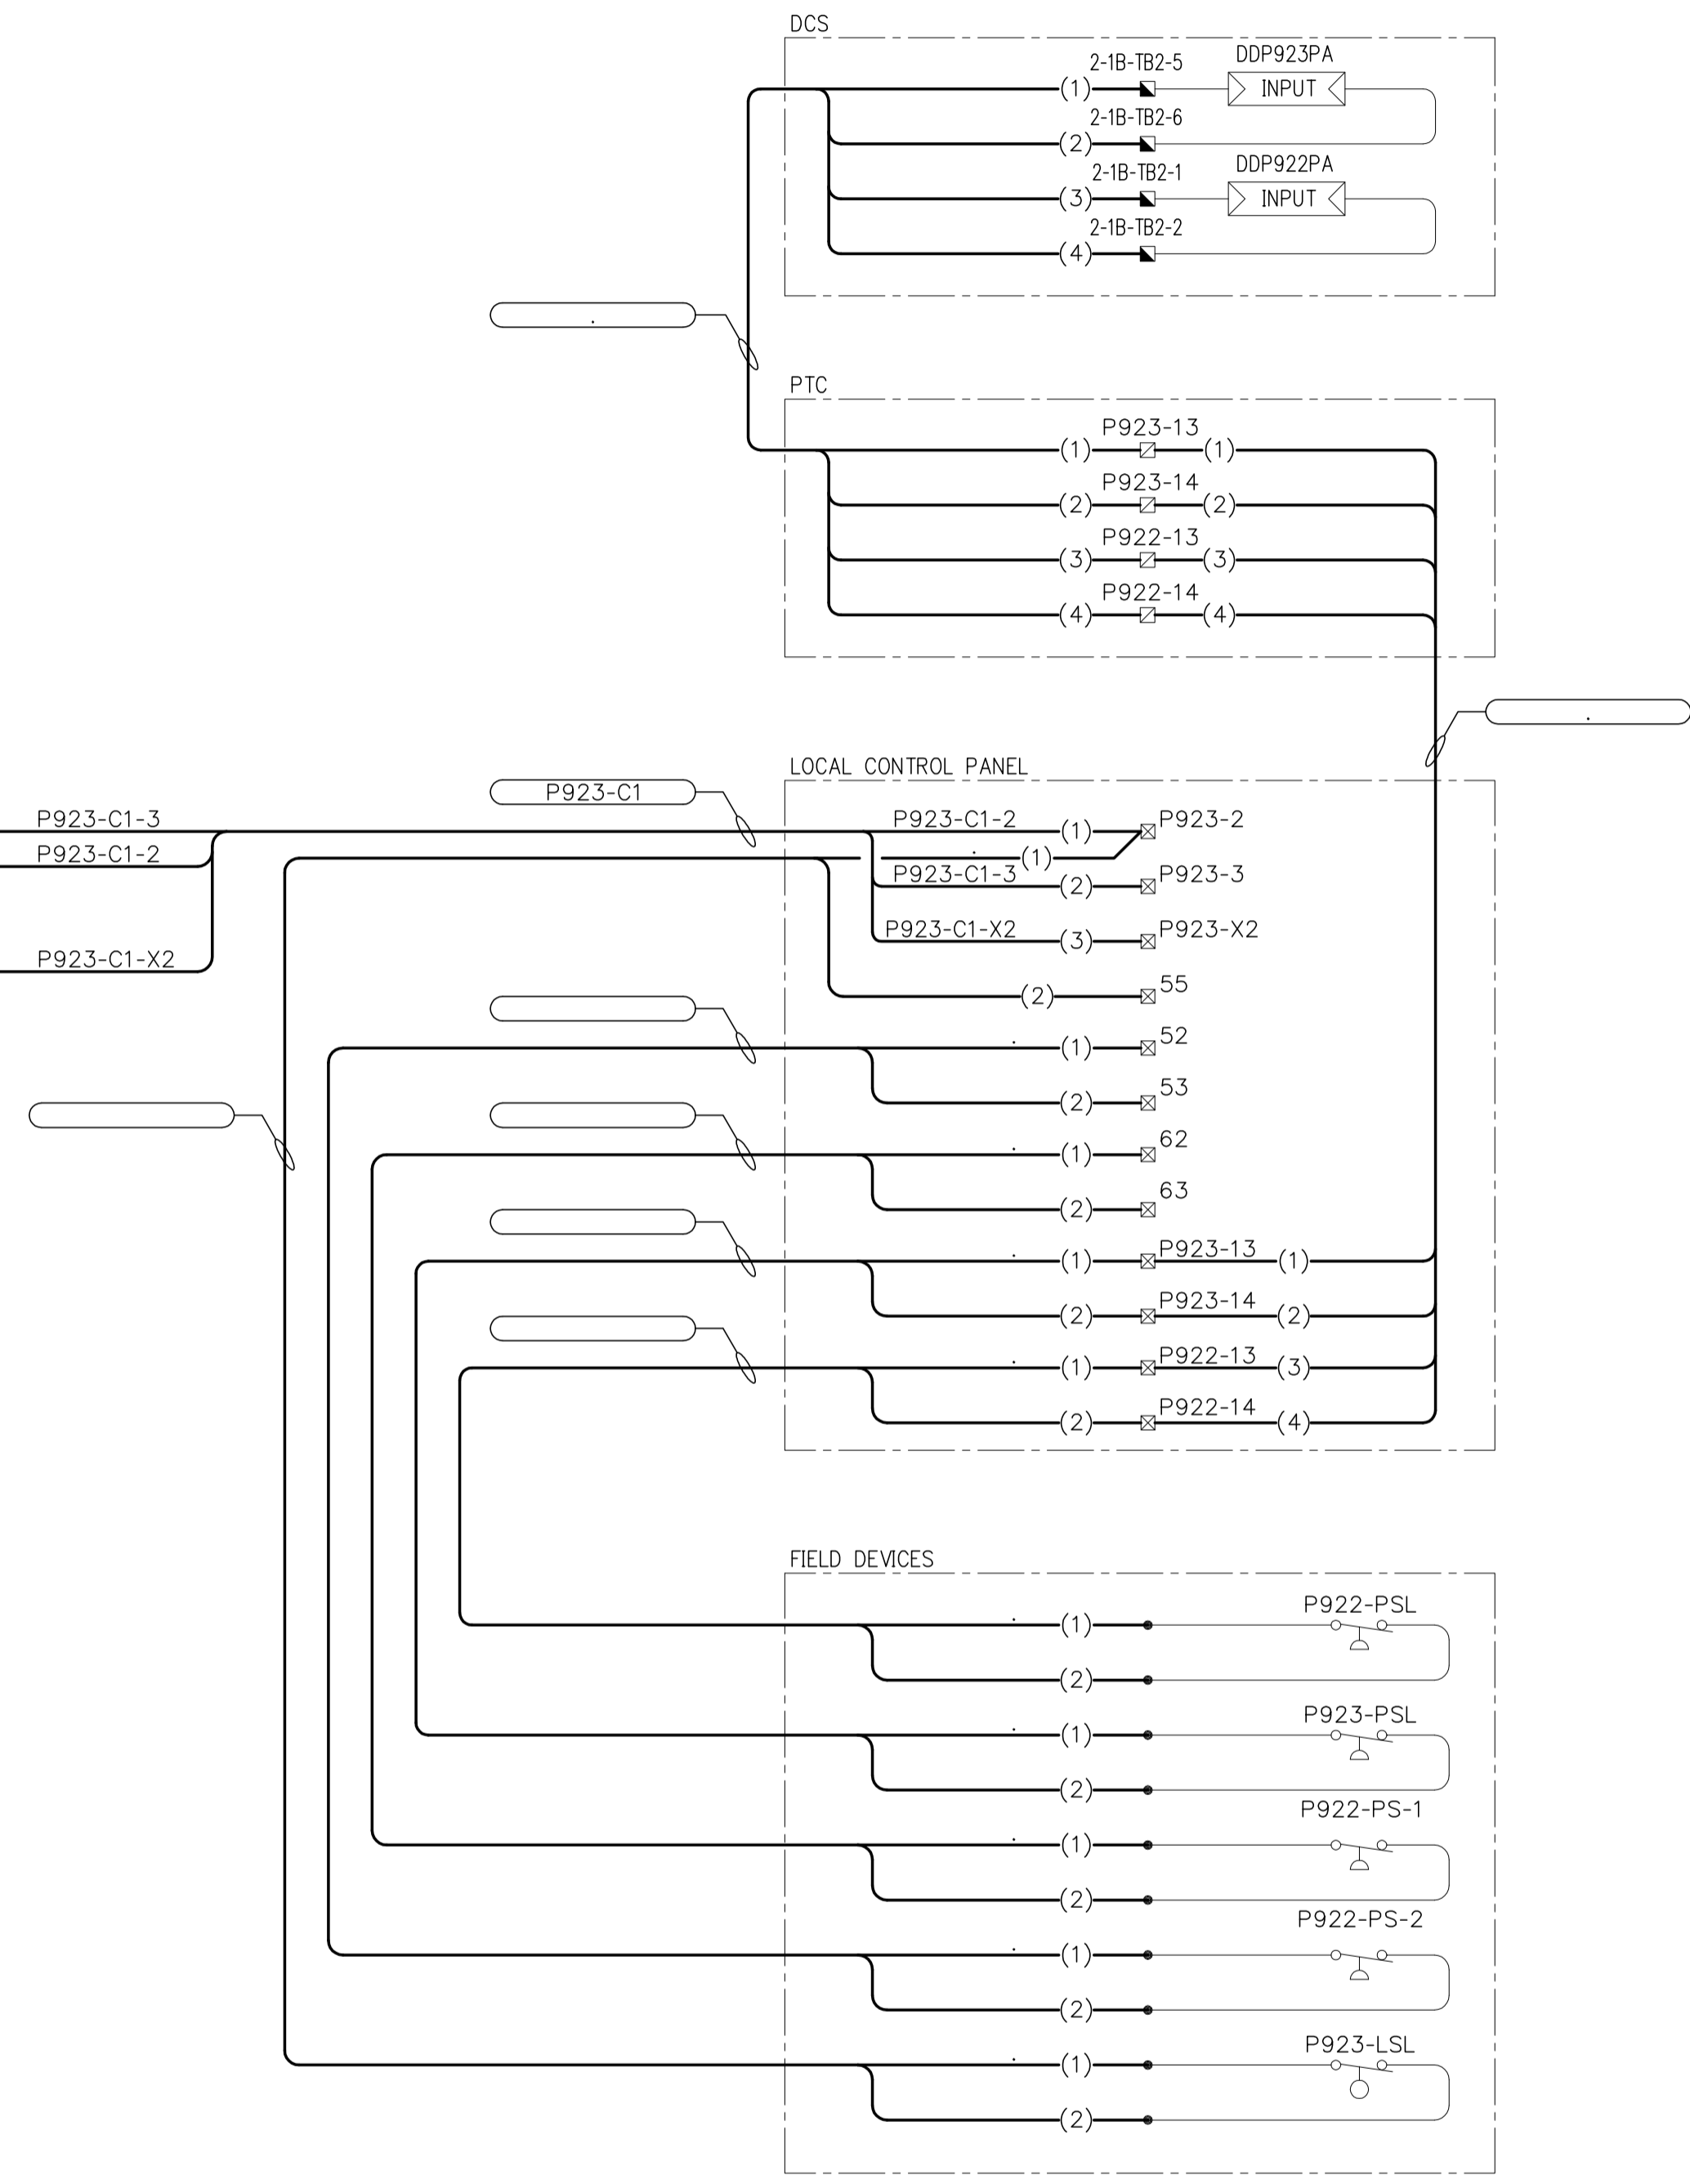 DCS
2-1B-TB2-5 DDP923PA
(1) INPUT
2-1B-TB2-6
(2)
2-1B-TB2-1 DDP922PA
(3) INPUT
2-1B-TB2-2
(4)
PTC
P923-13
(1) (1)
P923-14
(2) (2)
P922-13
(3) (3)
P922-14
(4) (4)
LOCAL CONTROL PANEL
P923-C1
P923-C1-3 P923-C1-2 (1) P923-2
P923-C1-2 (1)
P923-C1-3 (2) P923-3
P923-C1-X2 (3) P923-X2
P923-C1-X2
(2) 55
(1) 52
(2) 53
(1) 62
(2) 63
(1) P923-13 (1)
(2) P923-14 (2)
(1) P922-13 (3)
(2) P922-14 (4)
FIELD DEVICES
P922-PSL
(1)
(2)
P923-PSL
(1)
(2)
P922-PS-1
(1)
(2)
P922-PS-2
(1)
(2)
P923-LSL
(1)
(2)